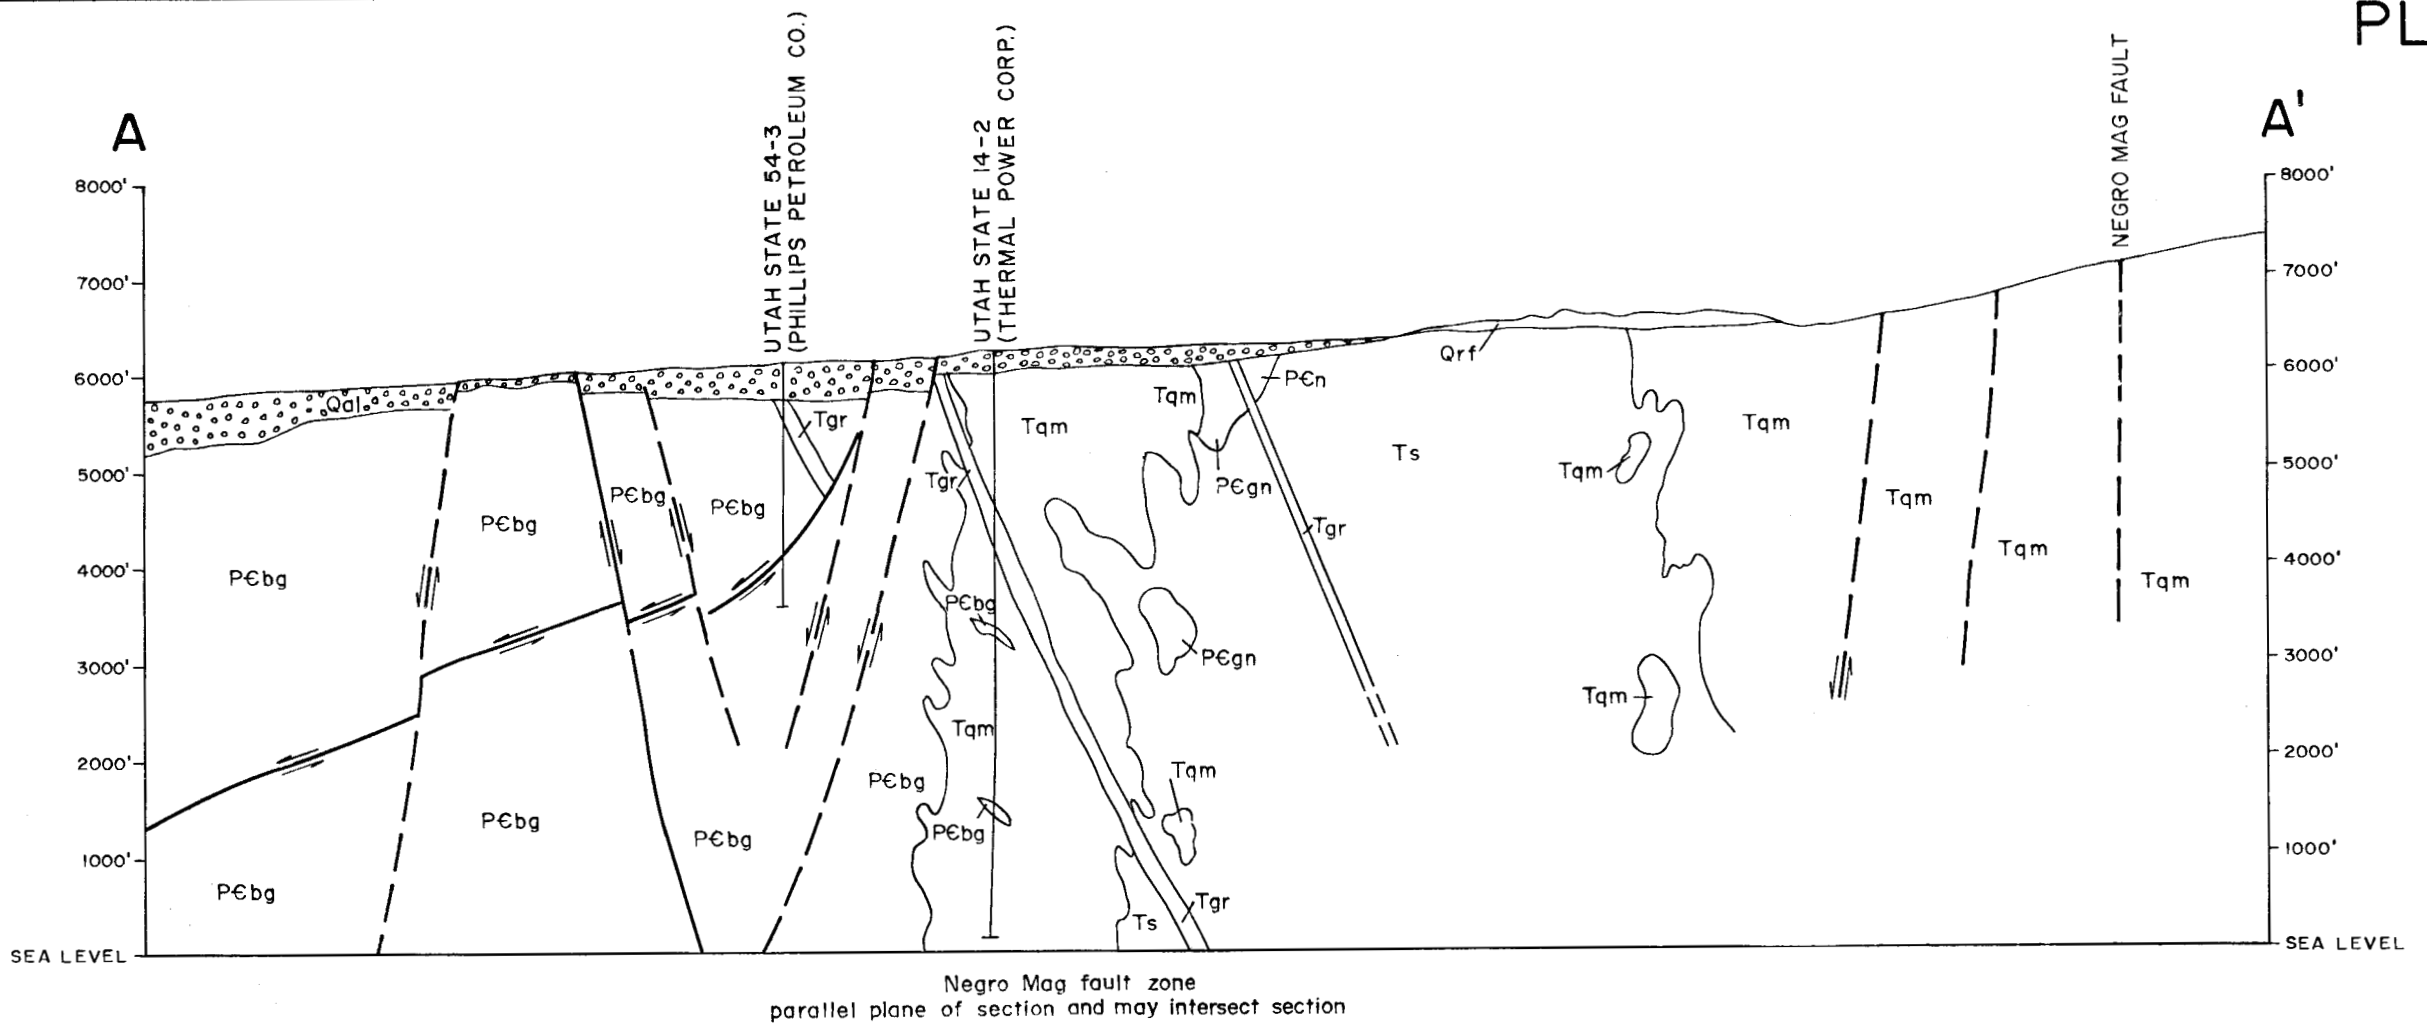 PL
A
A'
UTAH STATE 54-3
(PHILLIPS PETROLEUM CO.)
UTAH STATE 14-2
(THERMAL POWER CORP.)
NEGRO MAG FAULT
8000'
7000'
6000'
5000'
4000'
3000'
2000'
1000'
SEA LEVEL
8000'
7000'
6000'
5000'
4000'
3000'
2000'
1000'
SEA LEVEL
Qal
Qrf
P€n
Tqm
Tgr
Tqm
Tqm
Ts
Tqm
Tgr
P€gn
Tqm
P€bg
P€bg
P€bg
Tgr
Tqm
P€bg
Tqm
P€bg
P€gn
Tqm
Tqm
Tqm
P€bg
P€bg
P€bg
P€bg
P€bg
Tgr
Ts
Negro Mag fault zone
parallel plane of section and may intersect section